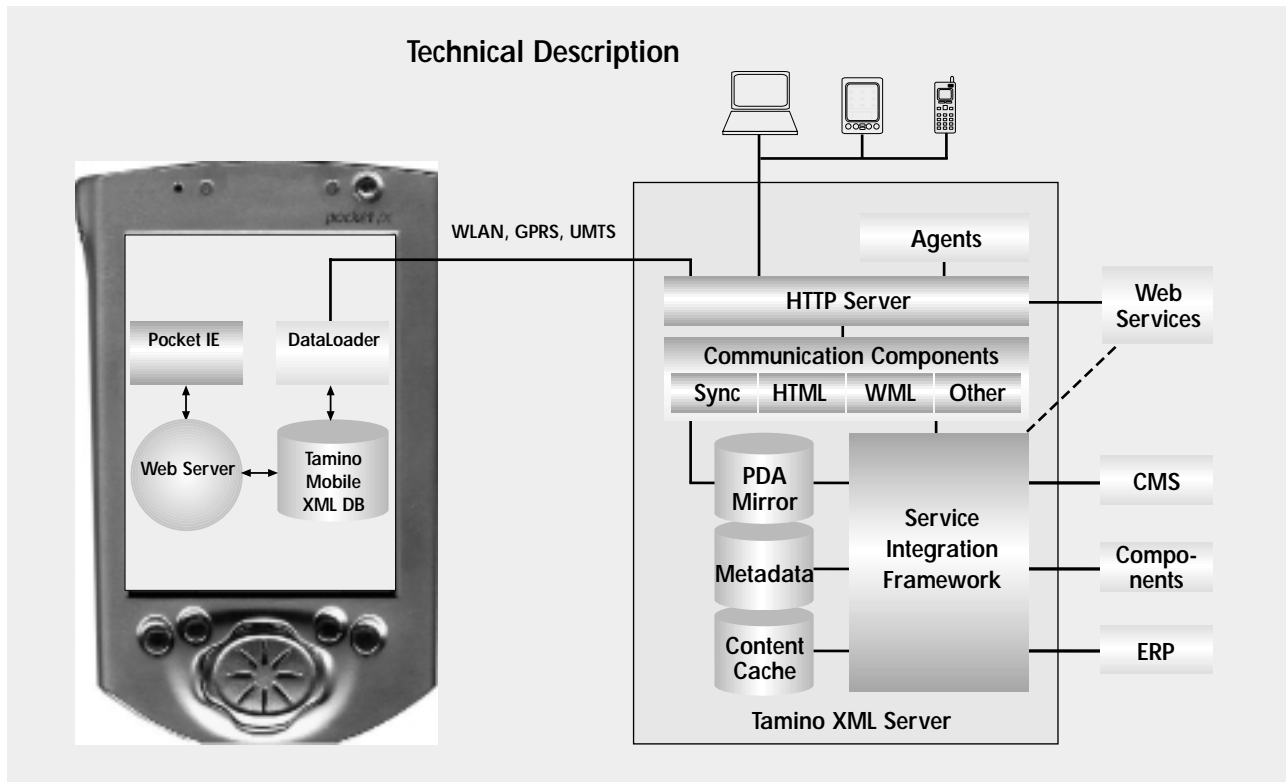 Technical Description
pocket pc
WLAN, GPRS, UMTS
Pocket IE
DataLoader
Web Server
Tamino
Mobile
XML DB
Agents
HTTP Server
Web
Services
Communication Components
Sync
HTML
WML
Other
PDA
Mirror
Metadata
Content
Cache
Service
Integration
Framework
CMS
Compo-
nents
ERP
Tamino XML Server